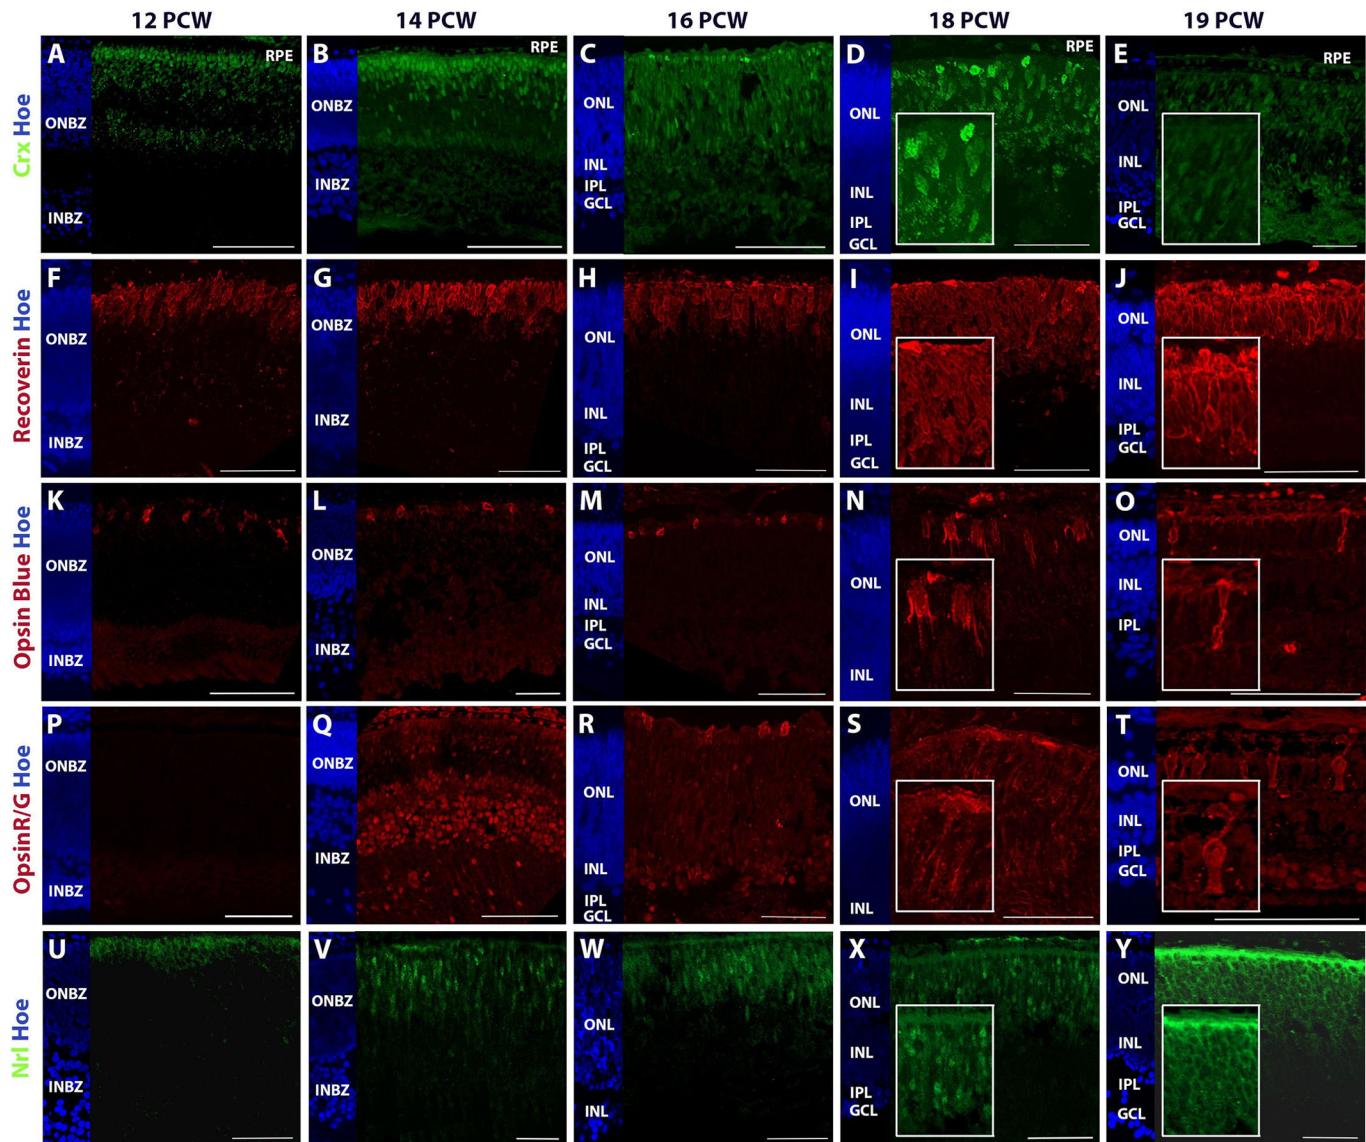 12 PCW
14 PCW
16 PCW
18 PCW
19 PCW
Crx Hoe
A
RPE
ONBZ
INBZ
B
RPE
ONBZ
INBZ
C
ONL
INL
IPL
GCL
D
RPE
ONL
INL
IPL
GCL
E
RPE
ONL
INL
IPL
GCL
Recoverin Hoe
F
ONBZ
INBZ
G
ONBZ
INBZ
H
ONL
INL
IPL
GCL
I
ONL
INL
IPL
GCL
J
ONL
INL
IPL
GCL
Opsin Blue Hoe
K
ONBZ
INBZ
L
ONBZ
INBZ
M
ONL
INL
IPL
GCL
N
ONL
INL
O
ONL
INL
IPL
OpsinR/G Hoe
P
ONBZ
INBZ
Q
ONBZ
INBZ
R
ONL
INL
IPL
GCL
S
ONL
INL
T
ONL
INL
IPL
GCL
Nrl Hoe
U
ONBZ
INBZ
V
ONBZ
INBZ
W
ONL
INL
X
ONL
INL
IPL
GCL
Y
ONL
INL
IPL
GCL